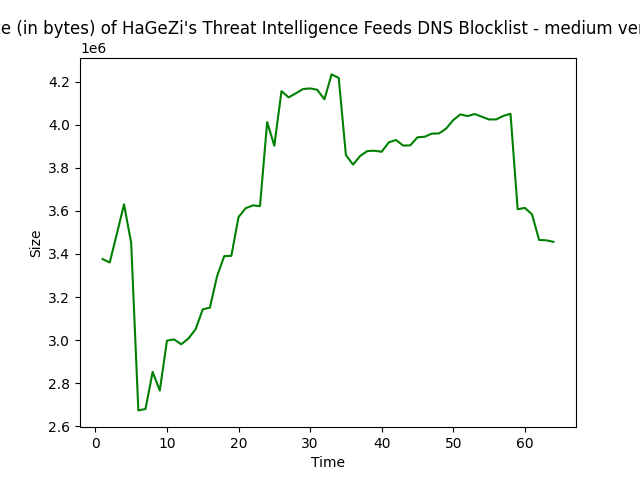 e (in bytes) of HaGeZi's Threat Intelligence Feeds DNS Blocklist - medium ver
1e6
4.2
4.0
3.8
3.6
3.4
3.2
3.0
2.8
2.6
Size
0 10 20 30 40 50 60
Time